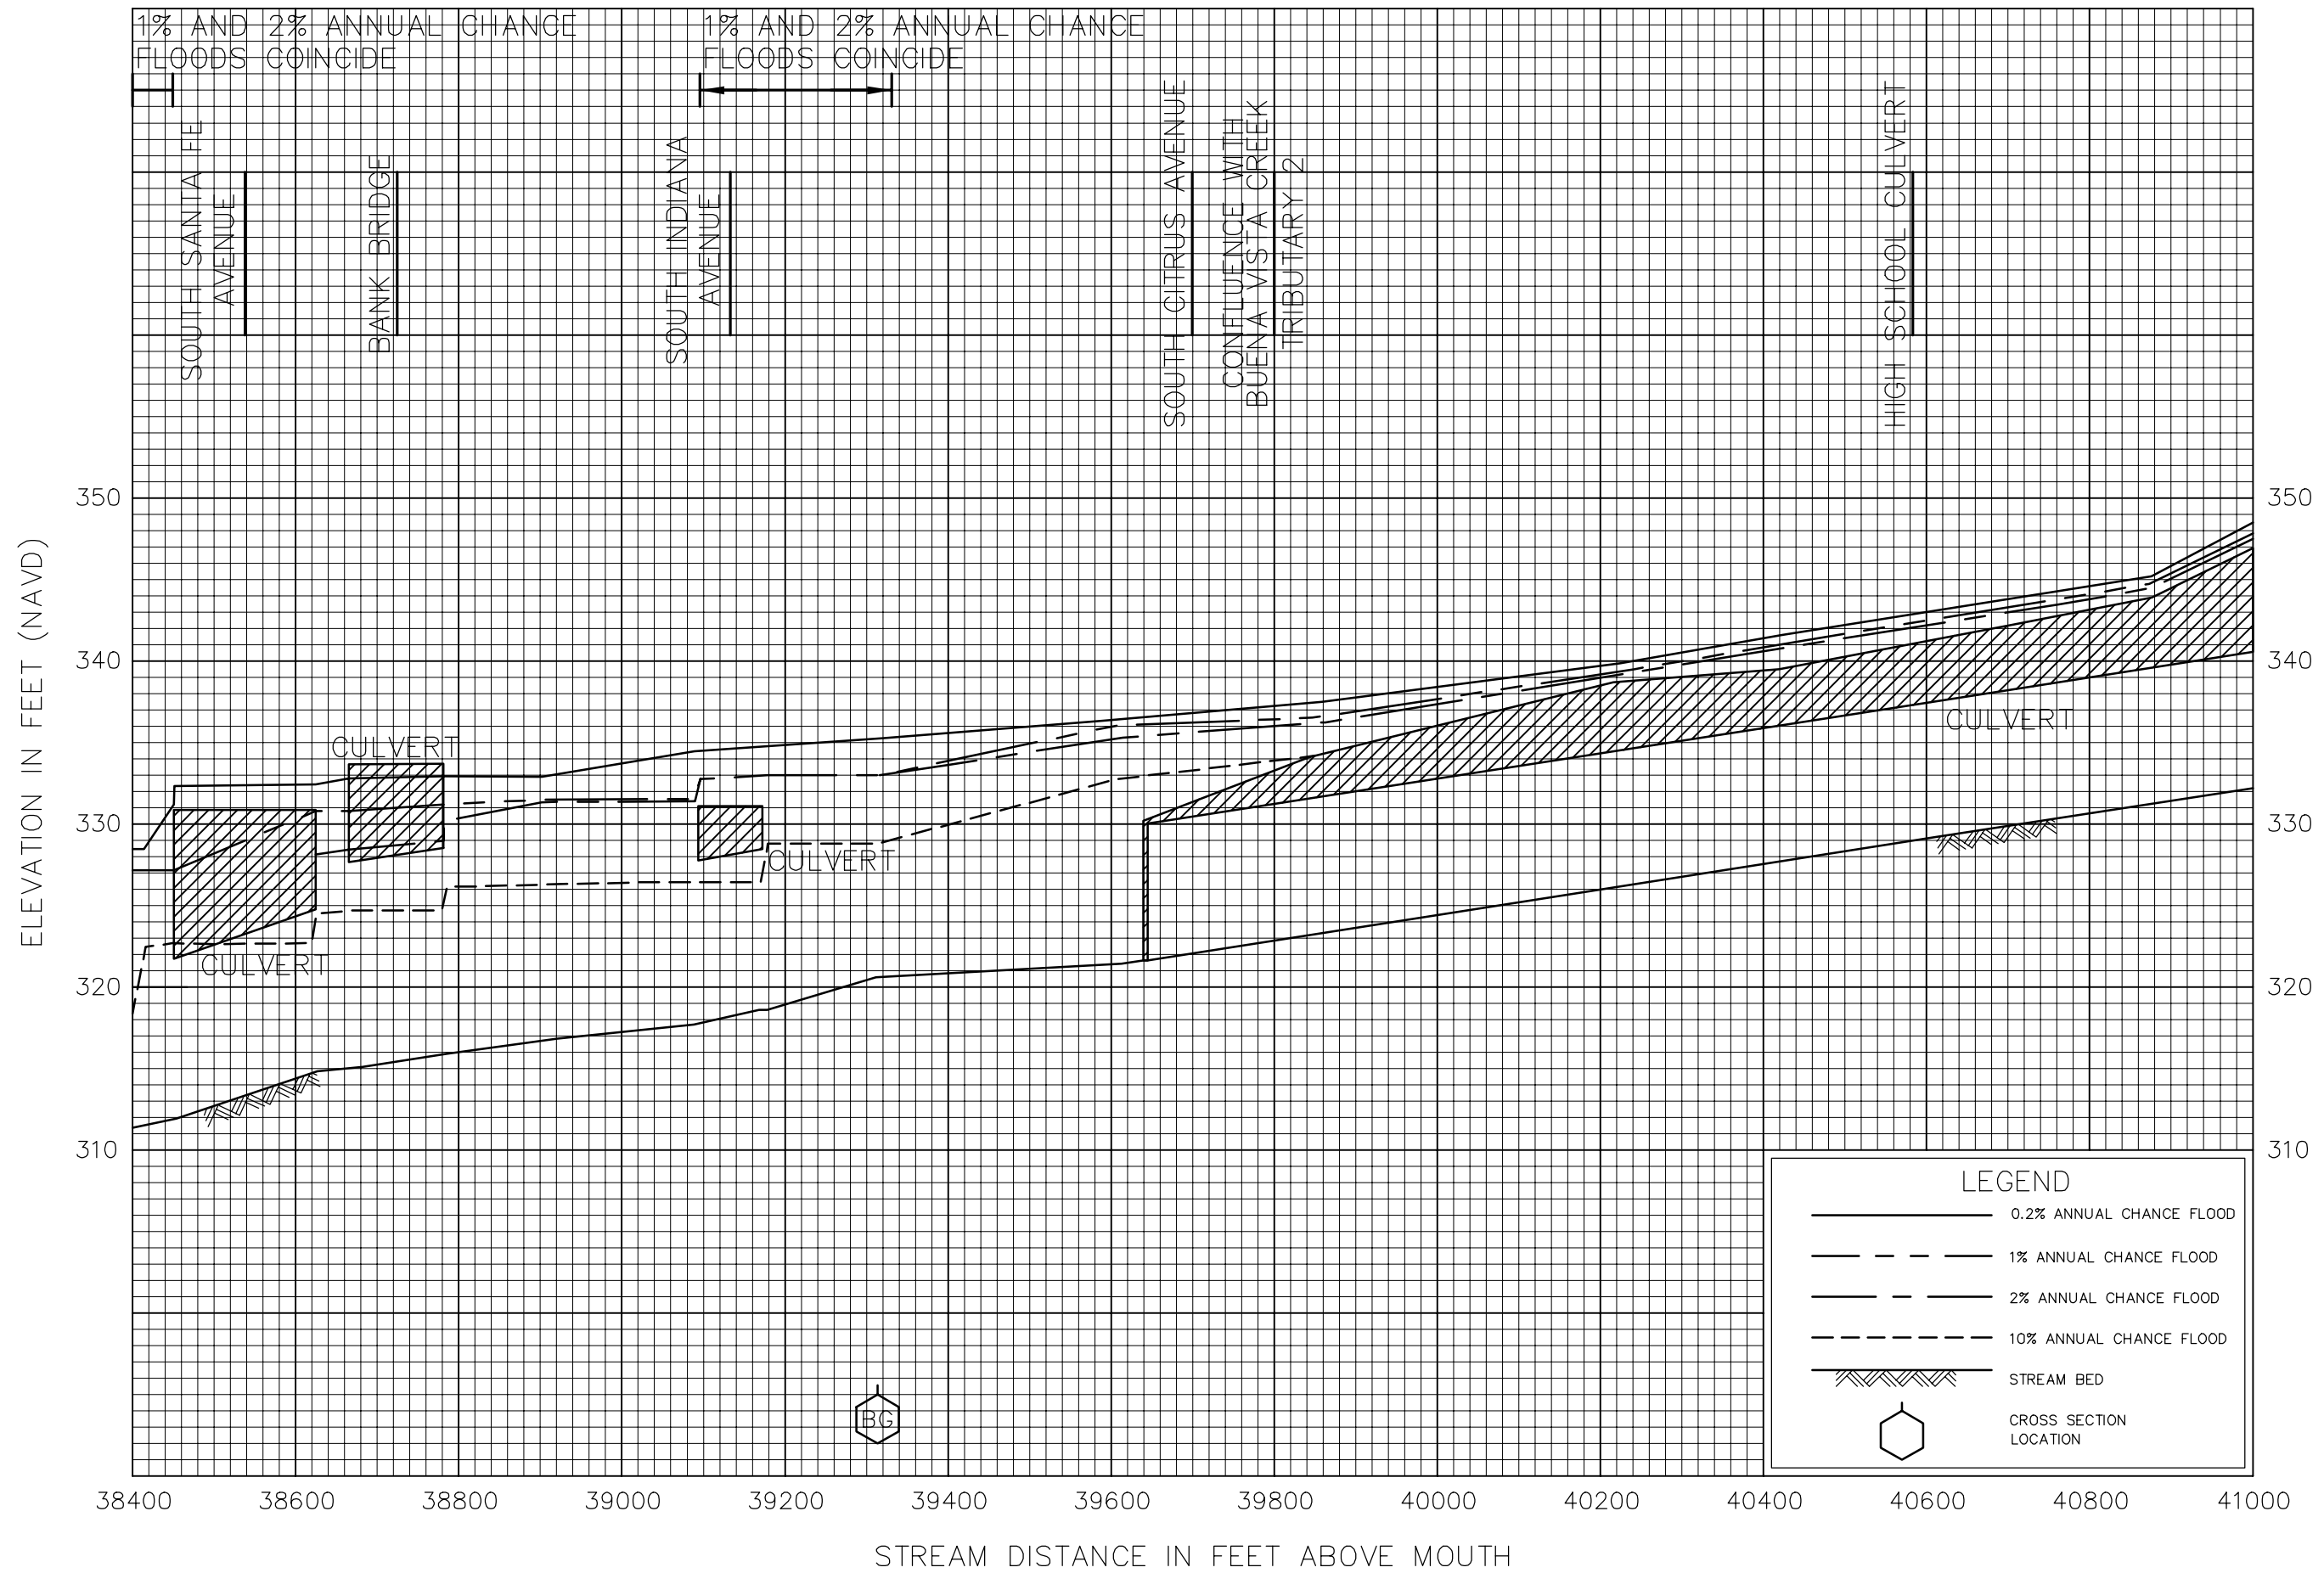 1% AND 2% ANNUAL CHANCE
FLOODS COINCIDE
1% AND 2% ANNUAL CHANCE
FLOODS COINCIDE
SOUTH SANTA FE
AVENUE
BANK BRIDGE
SOUTH INDIANA
AVENUE
SOUTH CITRUS AVENUE
CONFLUENCE WITH
BUENA VISTA CREEK
TRIBUTARY 2
HIGH SCHOOL CULVERT
ELEVATION IN FEET (NAVD)
350
340
330
320
310
350
340
330
320
310
CULVERT
CULVERT
CULVERT
CULVERT
BG
LEGEND
0.2% ANNUAL CHANCE FLOOD
1% ANNUAL CHANCE FLOOD
2% ANNUAL CHANCE FLOOD
10% ANNUAL CHANCE FLOOD
STREAM BED
CROSS SECTION
LOCATION
38400 38600 38800 39000 39200 39400 39600 39800 40000 40200 40400 40600 40800 41000
STREAM DISTANCE IN FEET ABOVE MOUTH